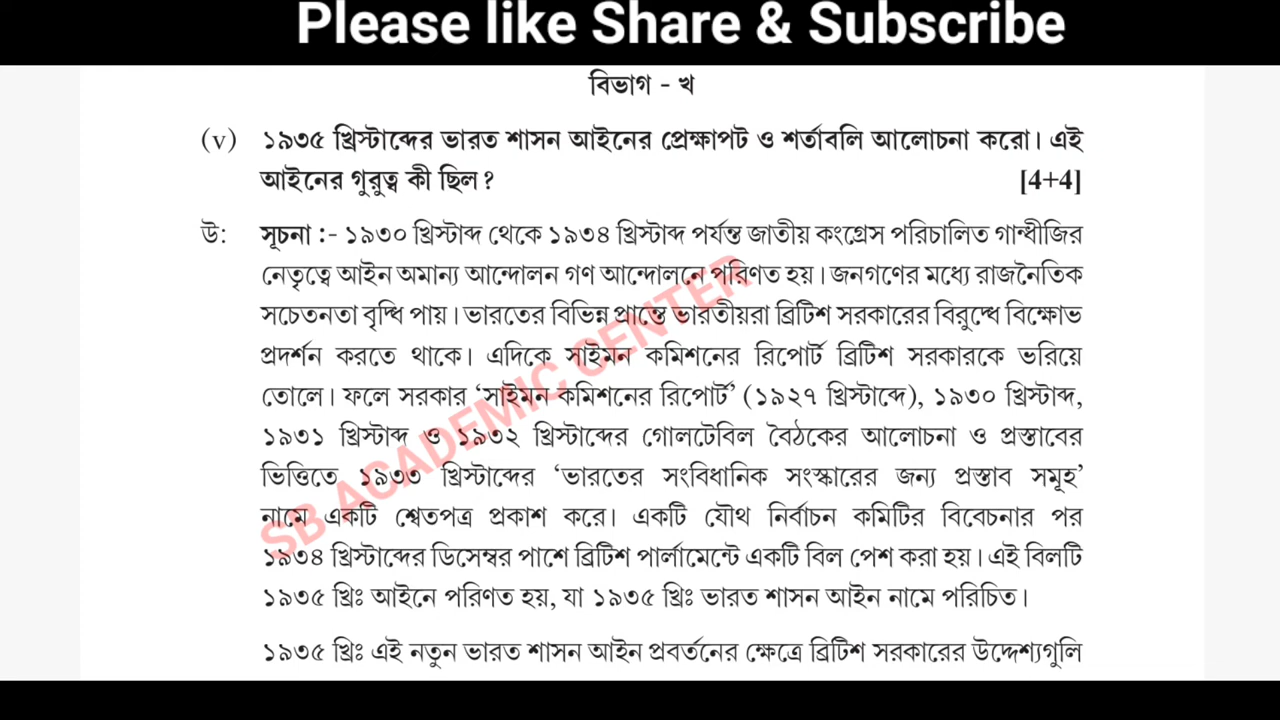 Please like Share & Subscribe
বিভাগ - খ
(v) ১৯৩৫ খ্রিস্টাব্দের ভারত শাসন আইনের প্রেক্ষাপট ও শর্তাবলি আলোচনা করো। এই
আইনের গুরুত্ব কী ছিল? [4+4]
উ: সূচনা :- ১৯৩০ খ্রিস্টাব্দ থেকে ১৯৩৪ খ্রিস্টাব্দ পর্যন্ত জাতীয় কংগ্রেস পরিচালিত গান্ধীজির
নেতৃত্বে আইন অমান্য আন্দোলন গণ আন্দোলনে পরিণত হয়। জনগণের মধ্যে রাজনৈতিক
সচেতনতা বৃদ্ধি পায়। ভারতের বিভিন্ন প্রান্তে ভারতীয়রা ব্রিটিশ সরকারের বিরুদ্ধে বিক্ষোভ
প্রদর্শন করতে থাকে। এদিকে সাইমন কমিশনের রিপোর্ট ব্রিটিশ সরকারকে ভরিয়ে
তোলে। ফলে সরকার ‘সাইমন কমিশনের রিপোর্ট’ (১৯২৭ খ্রিস্টাব্দে), ১৯৩০ খ্রিস্টাব্দ,
১৯৩১ খ্রিস্টাব্দ ও ১৯৩২ খ্রিস্টাব্দের গোলটেবিল বৈঠকের আলোচনা ও প্রস্তাবের
ভিত্তিতে ১৯৩৩ খ্রিস্টাব্দের ‘ভারতের সংবিধানিক সংস্কারের জন্য প্রস্তাব সমূহ’
নামে একটি শ্বেতপত্র প্রকাশ করে। একটি যৌথ নির্বাচন কমিটির বিবেচনার পর
১৯৩৪ খ্রিস্টাব্দের ডিসেম্বর পাশে ব্রিটিশ পার্লামেন্টে একটি বিল পেশ করা হয়। এই বিলটি
১৯৩৫ খ্রিঃ আইনে পরিণত হয়, যা ১৯৩৫ খ্রিঃ ভারত শাসন আইন নামে পরিচিত।
১৯৩৫ খ্রিঃ এই নতুন ভারত শাসন আইন প্রবর্তনের ক্ষেত্রে ব্রিটিশ সরকারের উদ্দেশ্যগুলি
SB ACADEMIC CENTER